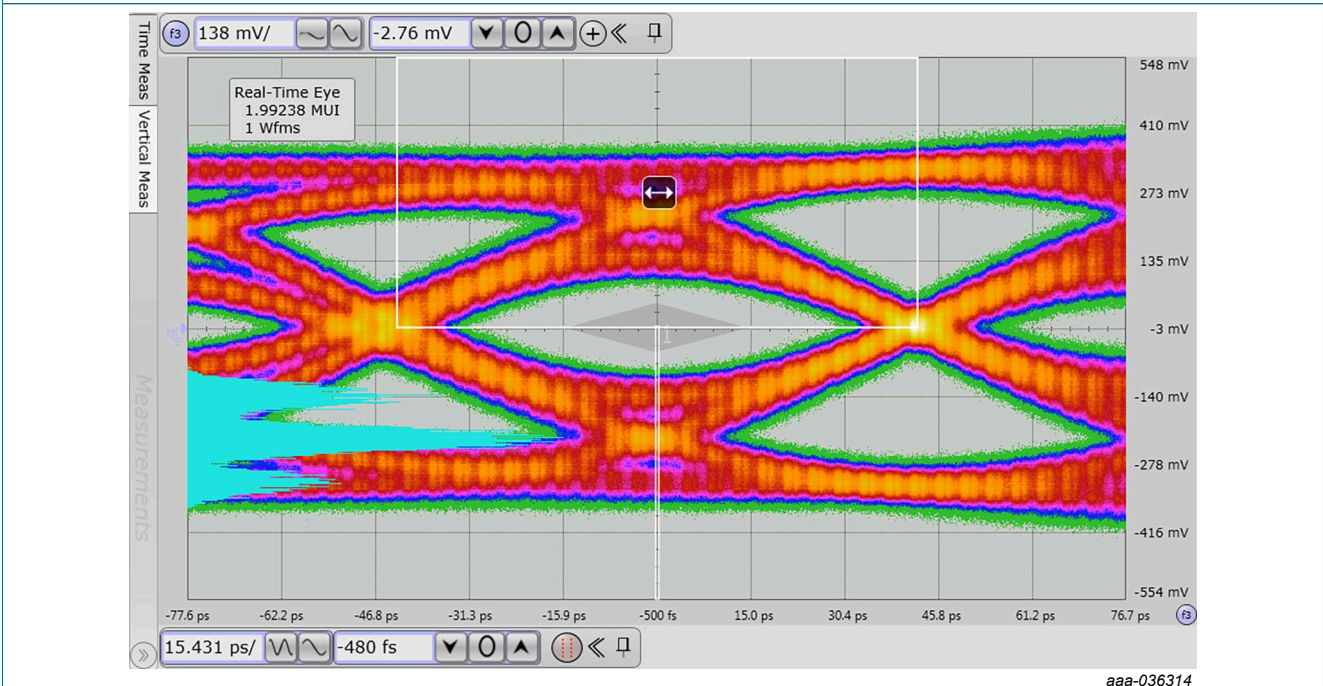 Time Meas
Vertical Meas
Measurements
f3 138 mV/ -2.76 mV 0
Real-Time Eye
1.99238 MUI
1 Wfms
548 mV
410 mV
273 mV
135 mV
-3 mV
-140 mV
-278 mV
-416 mV
-554 mV
1
-77.6 ps -62.2 ps -46.8 ps -31.3 ps -15.9 ps -500 fs 15.0 ps 30.4 ps 45.8 ps 61.2 ps 76.7 ps f3
15.431 ps/ -480 fs 0
aaa-036314